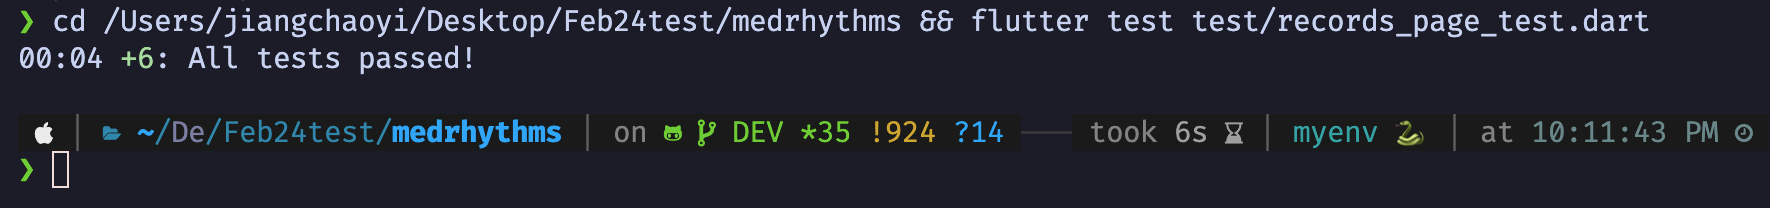 ❯ cd /Users/jiangchaoyi/Desktop/Feb24test/medrhythms && flutter test test/records_page_test.dart
00:04 +6: All tests passed!
~/De/Feb24test/medrhythms | on DEV *35 !924 ?14 took 6s | myenv | at 10:11:43 PM
❯